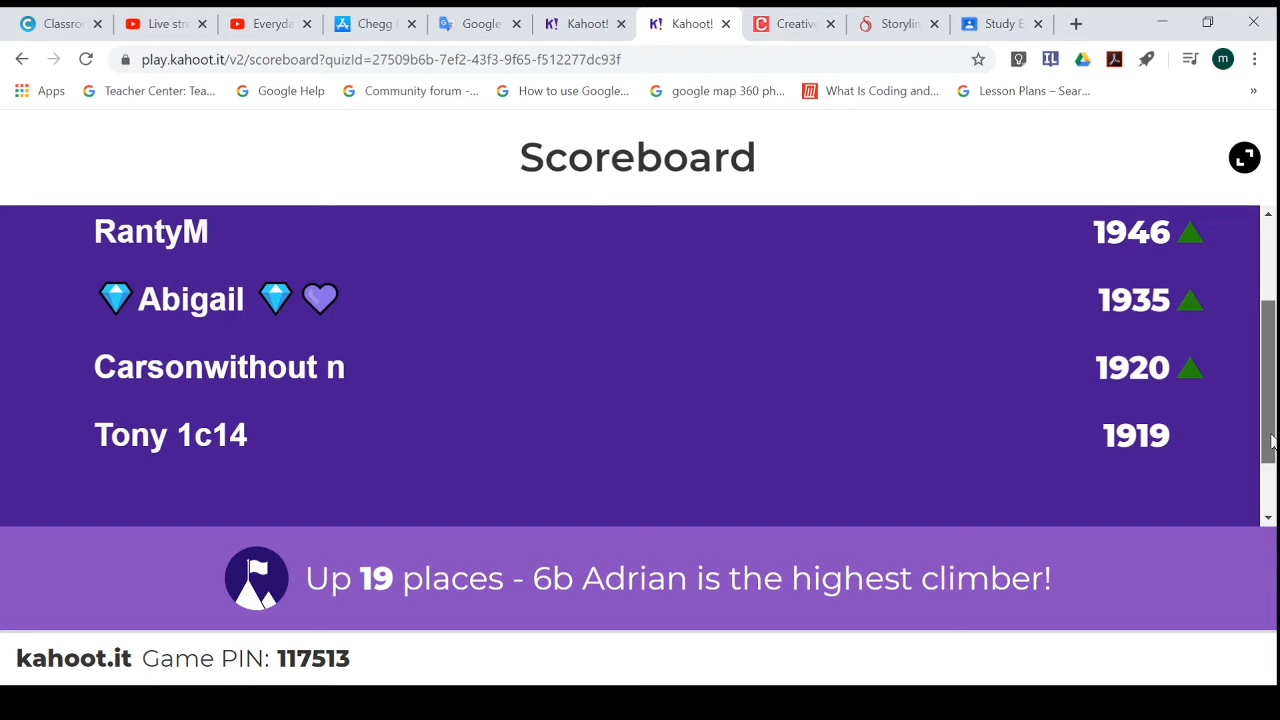 Classro
Live str
Everyda
Chegg
Google
K! Kahoot!
K! Kahoot!
Creative
Storylin
Study E
play.kahoot.it/v2/scoreboard?quizId=27509b6b-7ef2-43f3-9f65-f512277dc93f
m
Apps
Teacher Center: Tea...
Google Help
Community forum -...
How to use Google...
google map 360 ph...
What Is Coding and...
Lesson Plans – Sear...
»
Scoreboard
RantyM 1946
💎Abigail 💎💜 1935
Carsonwithout n 1920
Tony 1c14 1919
Up 19 places - 6b Adrian is the highest climber!
kahoot.it Game PIN: 117513